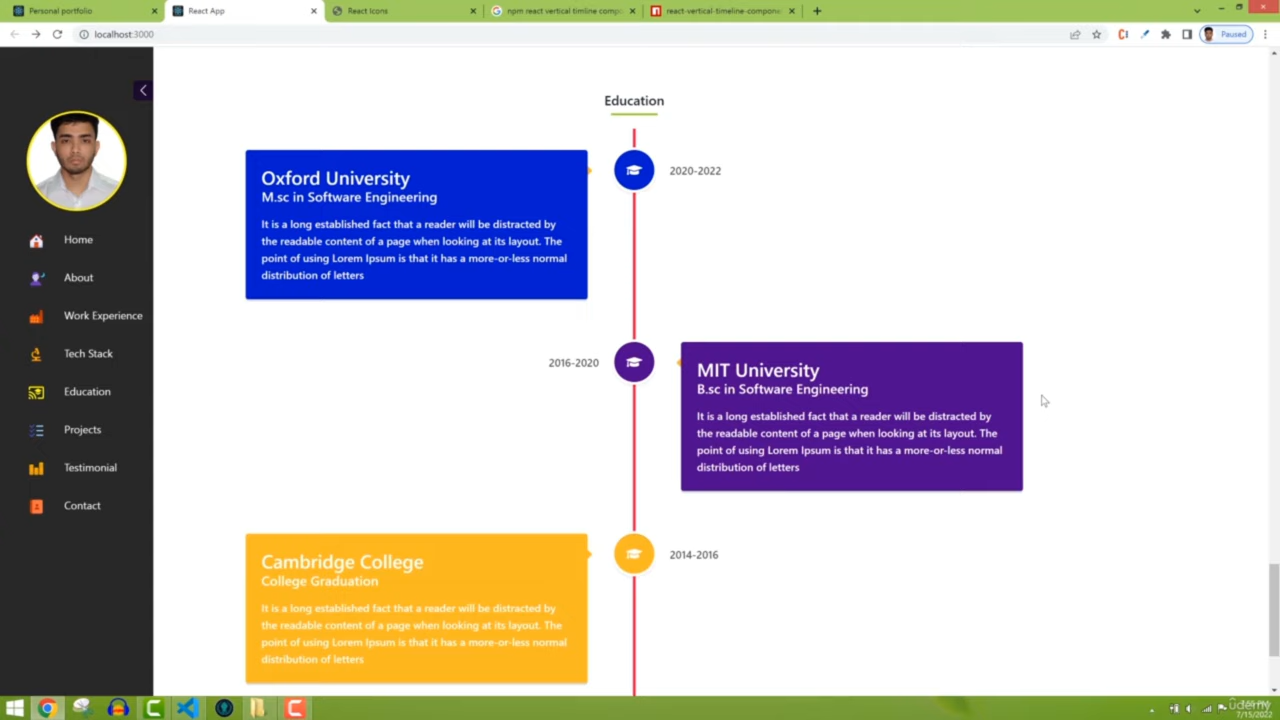 Personal portfolio
React App
React Icons
npm react vertical timline compo
react-vertical-timeline-compone
localhost:3000
Paused
Home
About
Work Experience
Tech Stack
Education
Projects
Testimonial
Contact
Education
Oxford University
M.sc in Software Engineering
It is a long established fact that a reader will be distracted by
the readable content of a page when looking at its layout. The
point of using Lorem Ipsum is that it has a more-or-less normal
distribution of letters
2020-2022
2016-2020
MIT University
B.sc in Software Engineering
It is a long established fact that a reader will be distracted by
the readable content of a page when looking at its layout. The
point of using Lorem Ipsum is that it has a more-or-less normal
distribution of letters
Cambridge College
College Graduation
It is a long established fact that a reader will be distracted by
the readable content of a page when looking at its layout. The
point of using Lorem Ipsum is that it has a more-or-less normal
distribution of letters
2014-2016
udemy
7/15/2022